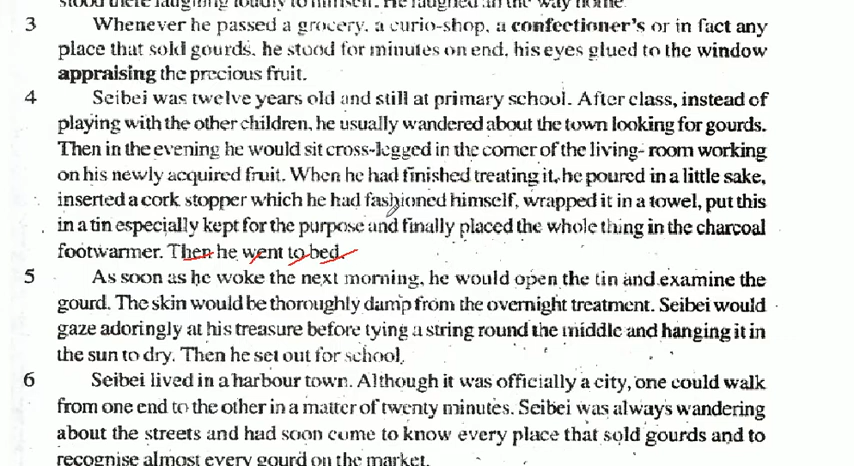 stood there laughing loudly to himself. He laughed all the way home.
3 Whenever he passed a grocery, a curio-shop, a confectioner's or in fact any
place that sold gourds, he stood for minutes on end, his eyes glued to the window
appraising the precious fruit.
4 Seibei was twelve years old and still at primary school. After class, instead of
playing with the other children, he usually wandered about the town looking for gourds.
Then in the evening he would sit cross-legged in the corner of the living- room working
on his newly acquired fruit. When he had finished treating it, he poured in a little sake,
inserted a cork stopper which he had fashioned himself, wrapped it in a towel, put this
in a tin especially kept for the purpose and finally placed the whole thing in the charcoal
footwarmer. Then he went to bed.
5 As soon as he woke the next morning, he would open the tin and examine the
gourd. The skin would be thoroughly damp from the overnight treatment. Seibei would
gaze adoringly at his treasure before tying a string round the middle and hanging it in
the sun to dry. Then he set out for school.
6 Seibei lived in a harbour town. Although it was officially a city, one could walk
from one end to the other in a matter of twenty minutes. Seibei was always wandering
about the streets and had soon come to know every place that sold gourds and to
recognise almost every gourd on the market.